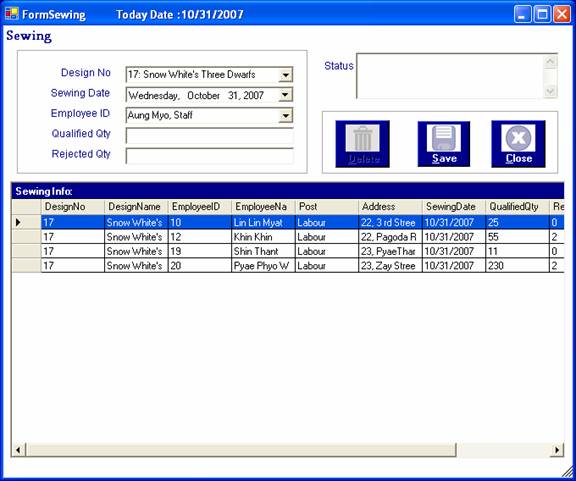 FormSewing Today Date :10/31/2007
Sewing
Design No 17: Snow White's Three Dwarfs
Status
Sewing Date Wednesday, October 31, 2007
Employee ID Aung Myo, Staff
Qualified Qty
Rejected Qty
Delete Save Close
Sewing Info:
DesignNo DesignName EmployeeID EmployeeNa Post Address SewingDate QualifiedQty Re
17 Snow White's 10 Lin Lin Myat Labour 22, 3 rd Stree 10/31/2007 25 0
17 Snow White's 12 Khin Khin Labour 22, Pagoda R 10/31/2007 55 2
17 Snow White's 19 Shin Thant Labour 23, PyaeThar 10/31/2007 11 0
17 Snow White's 20 Pyae Phyo W Labour 23, Zay Stree 10/31/2007 230 2